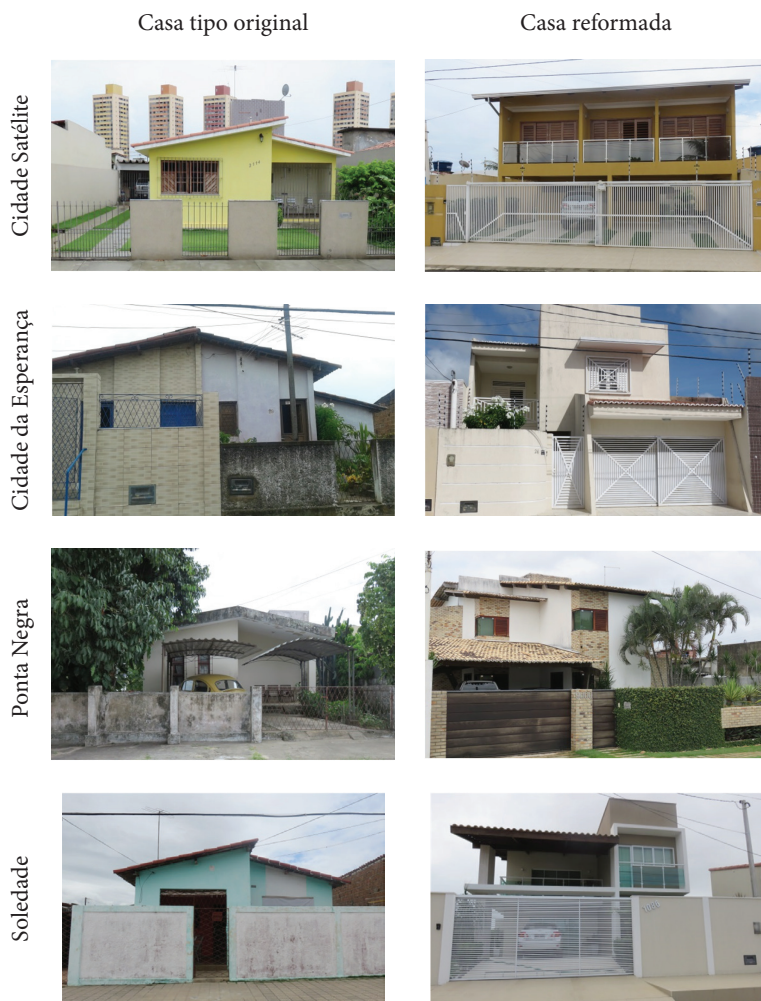 Casa tipo original
Casa reformada
Cidade Satélite
Cidade da Esperança
Ponta Negra
Soledade